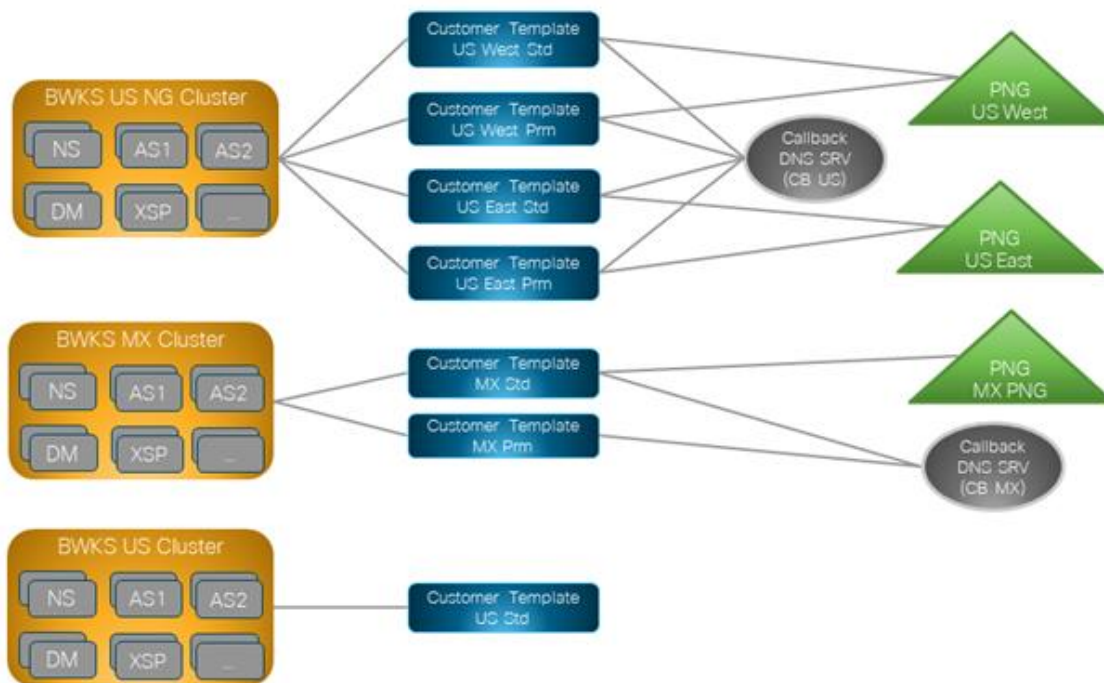 BWKS US NG Cluster
NS
AS1
AS2
DM
XSP
...
Customer Template
US West Std
Customer Template
US West Prm
Customer Template
US East Std
Customer Template
US East Prm
Callback
DNS SRV
(CB US)
PNG
US West
PNG
US East
BWKS MX Cluster
NS
AS1
AS2
DM
XSP
...
Customer Template
MX Std
Customer Template
MX Prm
PNG
MX PNG
Callback
DNS SRV
(CB MX)
BWKS US Cluster
NS
AS1
AS2
DM
XSP
...
Customer Template
US Std